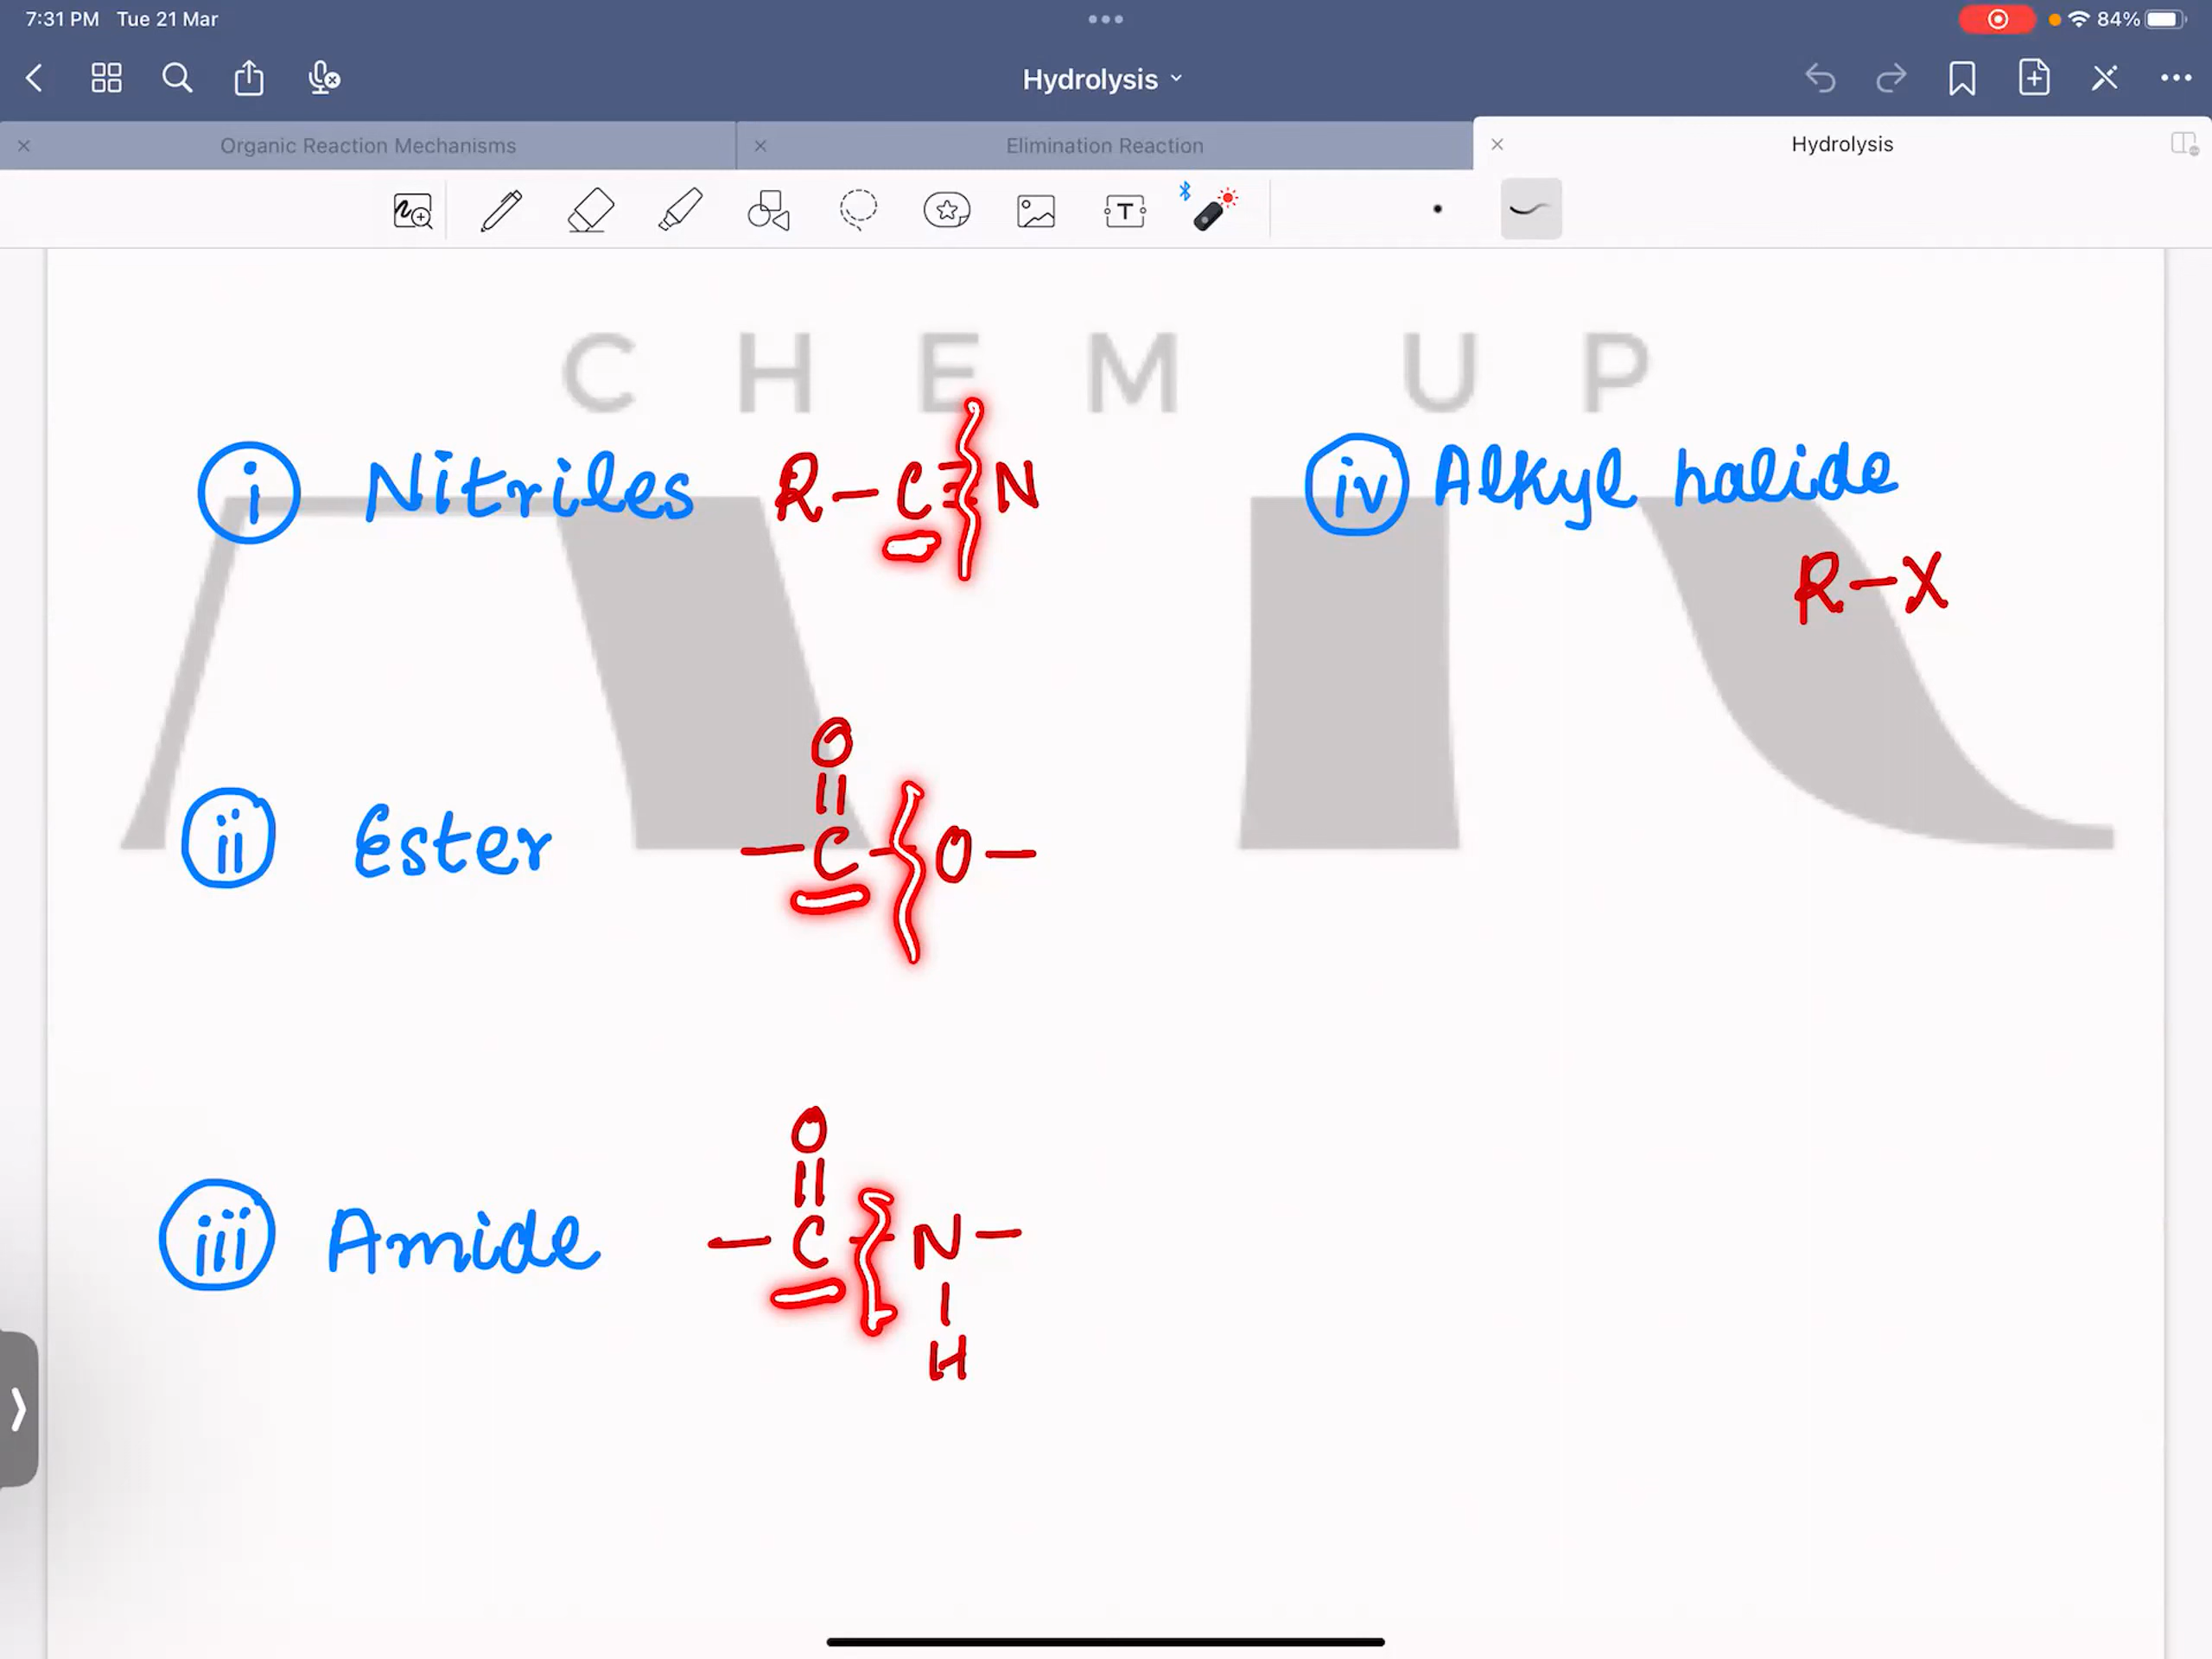 7:31 PM Tue 21 Mar
84%
Hydrolysis
Organic Reaction Mechanisms
Elimination Reaction
Hydrolysis
T
CHEM UP
i Nitriles R-C≡N
iv Alkyl halide
R-X
O
||
ii Ester -C-O-
O
||
iii Amide -C-N-
|
H